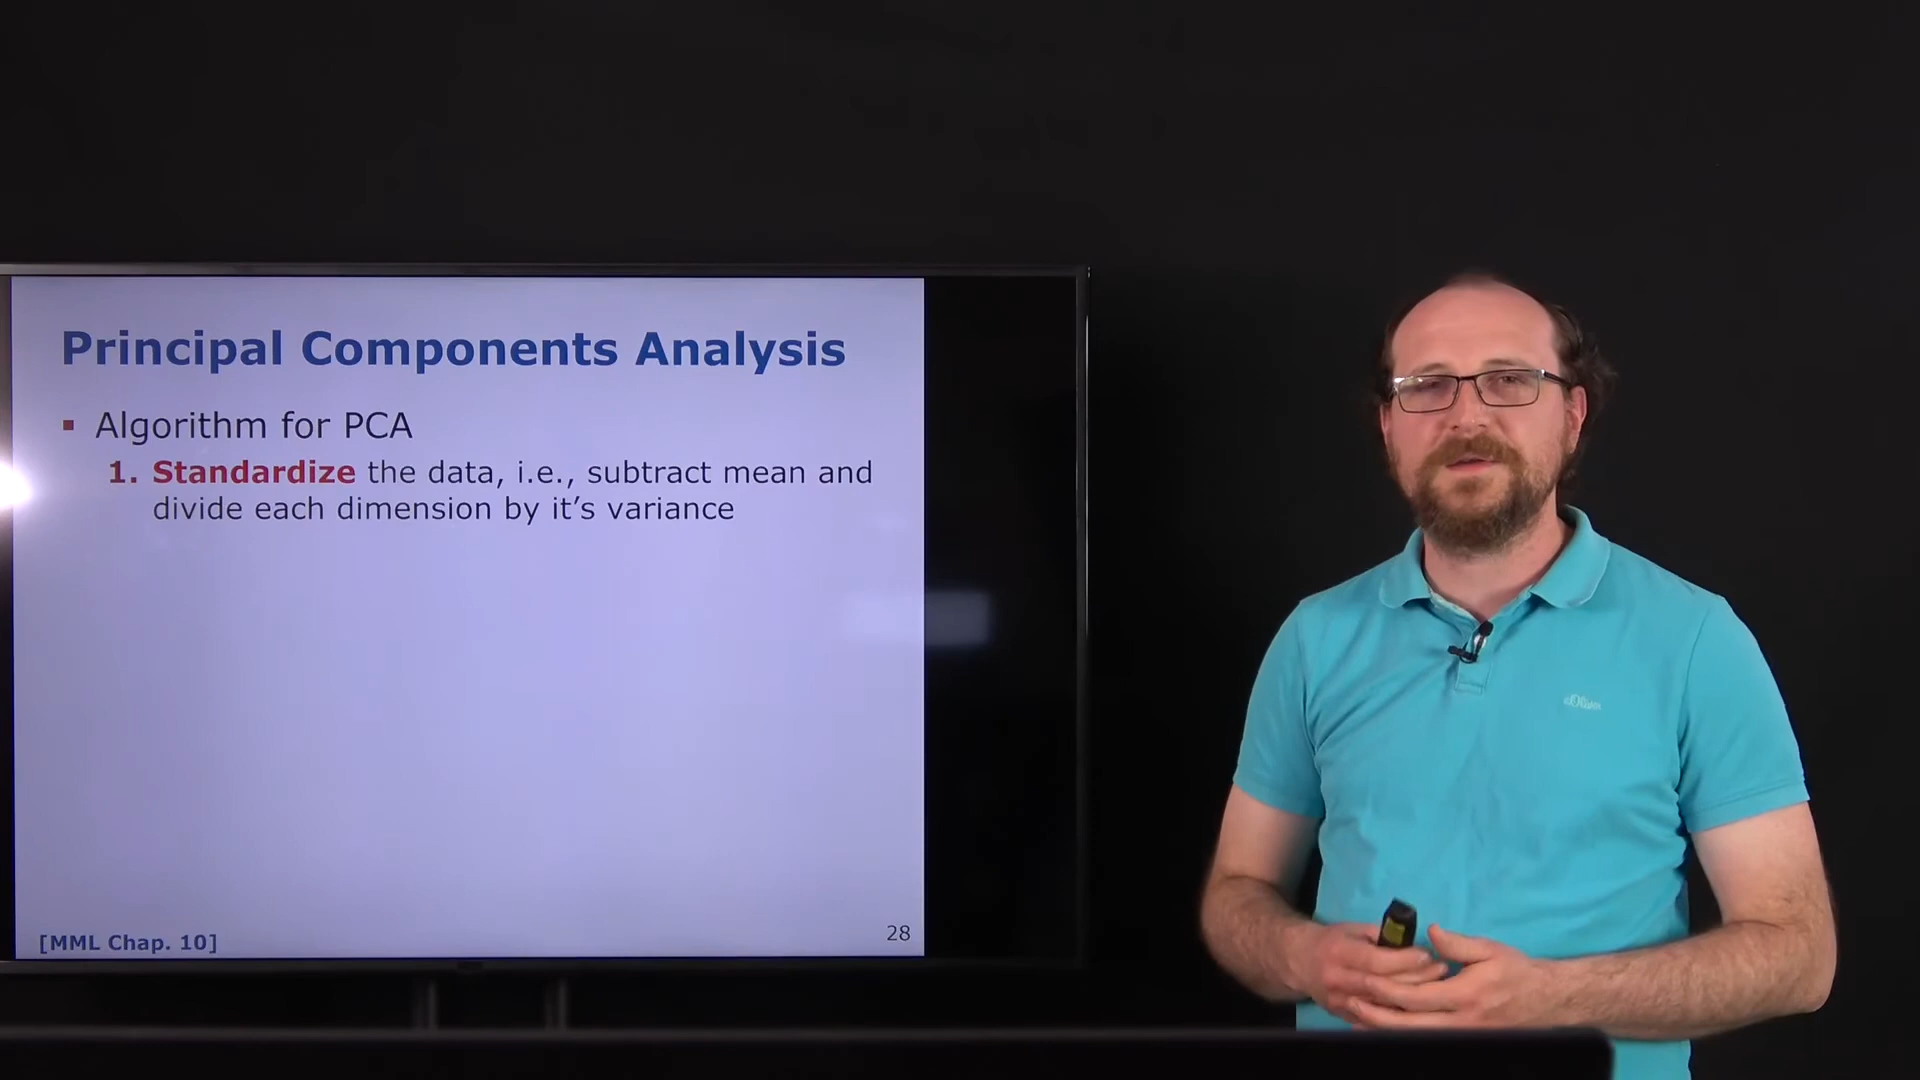 Principal Components Analysis
▪ Algorithm for PCA
1. Standardize the data, i.e., subtract mean and
divide each dimension by it’s variance
[MML Chap. 10]
28
s.Oliver